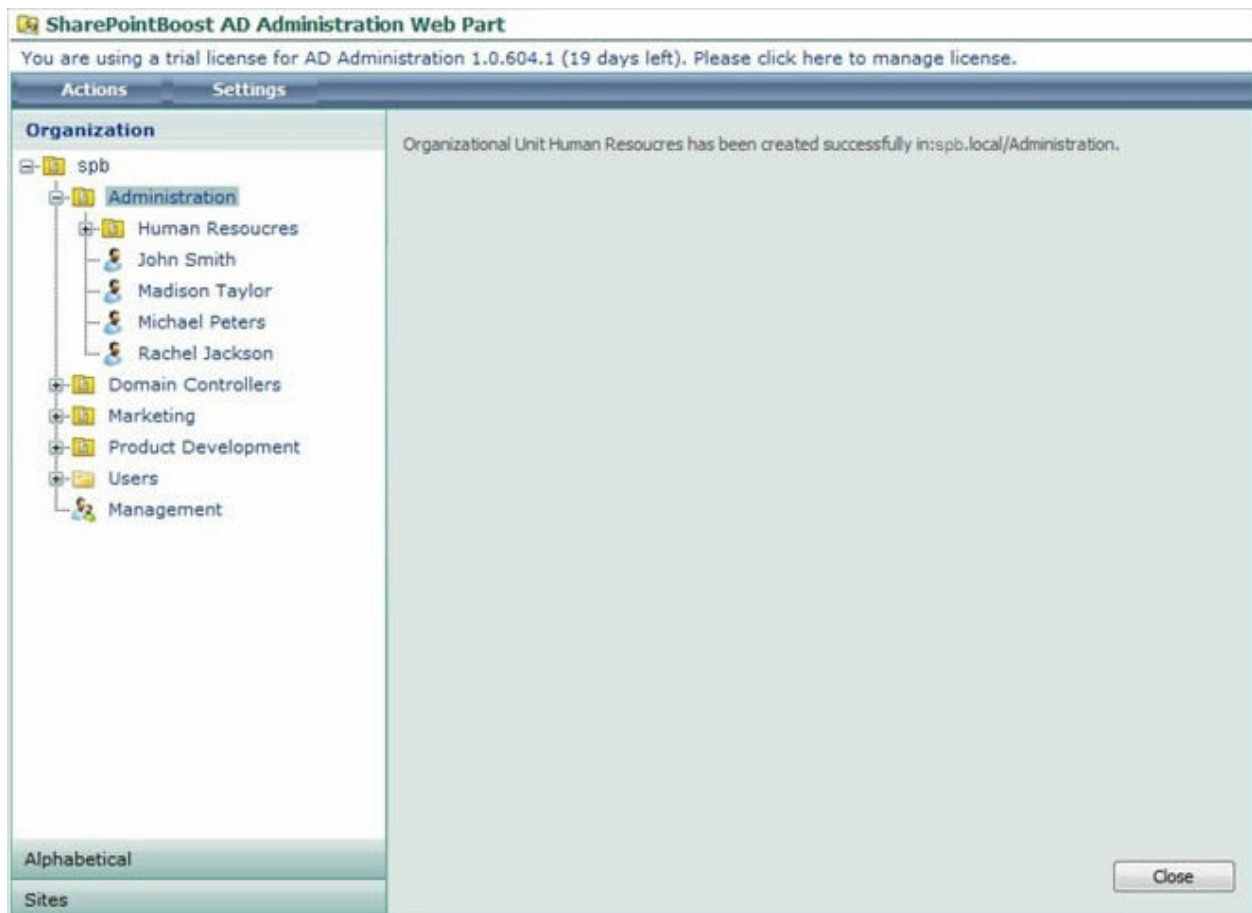 SharePointBoost AD Administration Web Part
You are using a trial license for AD Administration 1.0.604.1 (19 days left). Please click here to manage license.
Actions Settings
Organization
Organizational Unit Human Resoucres has been created successfully in:spb.local/Administration.
spb
Administration
Human Resoucres
John Smith
Madison Taylor
Michael Peters
Rachel Jackson
Domain Controllers
Marketing
Product Development
Users
Management
Alphabetical
Close
Sites